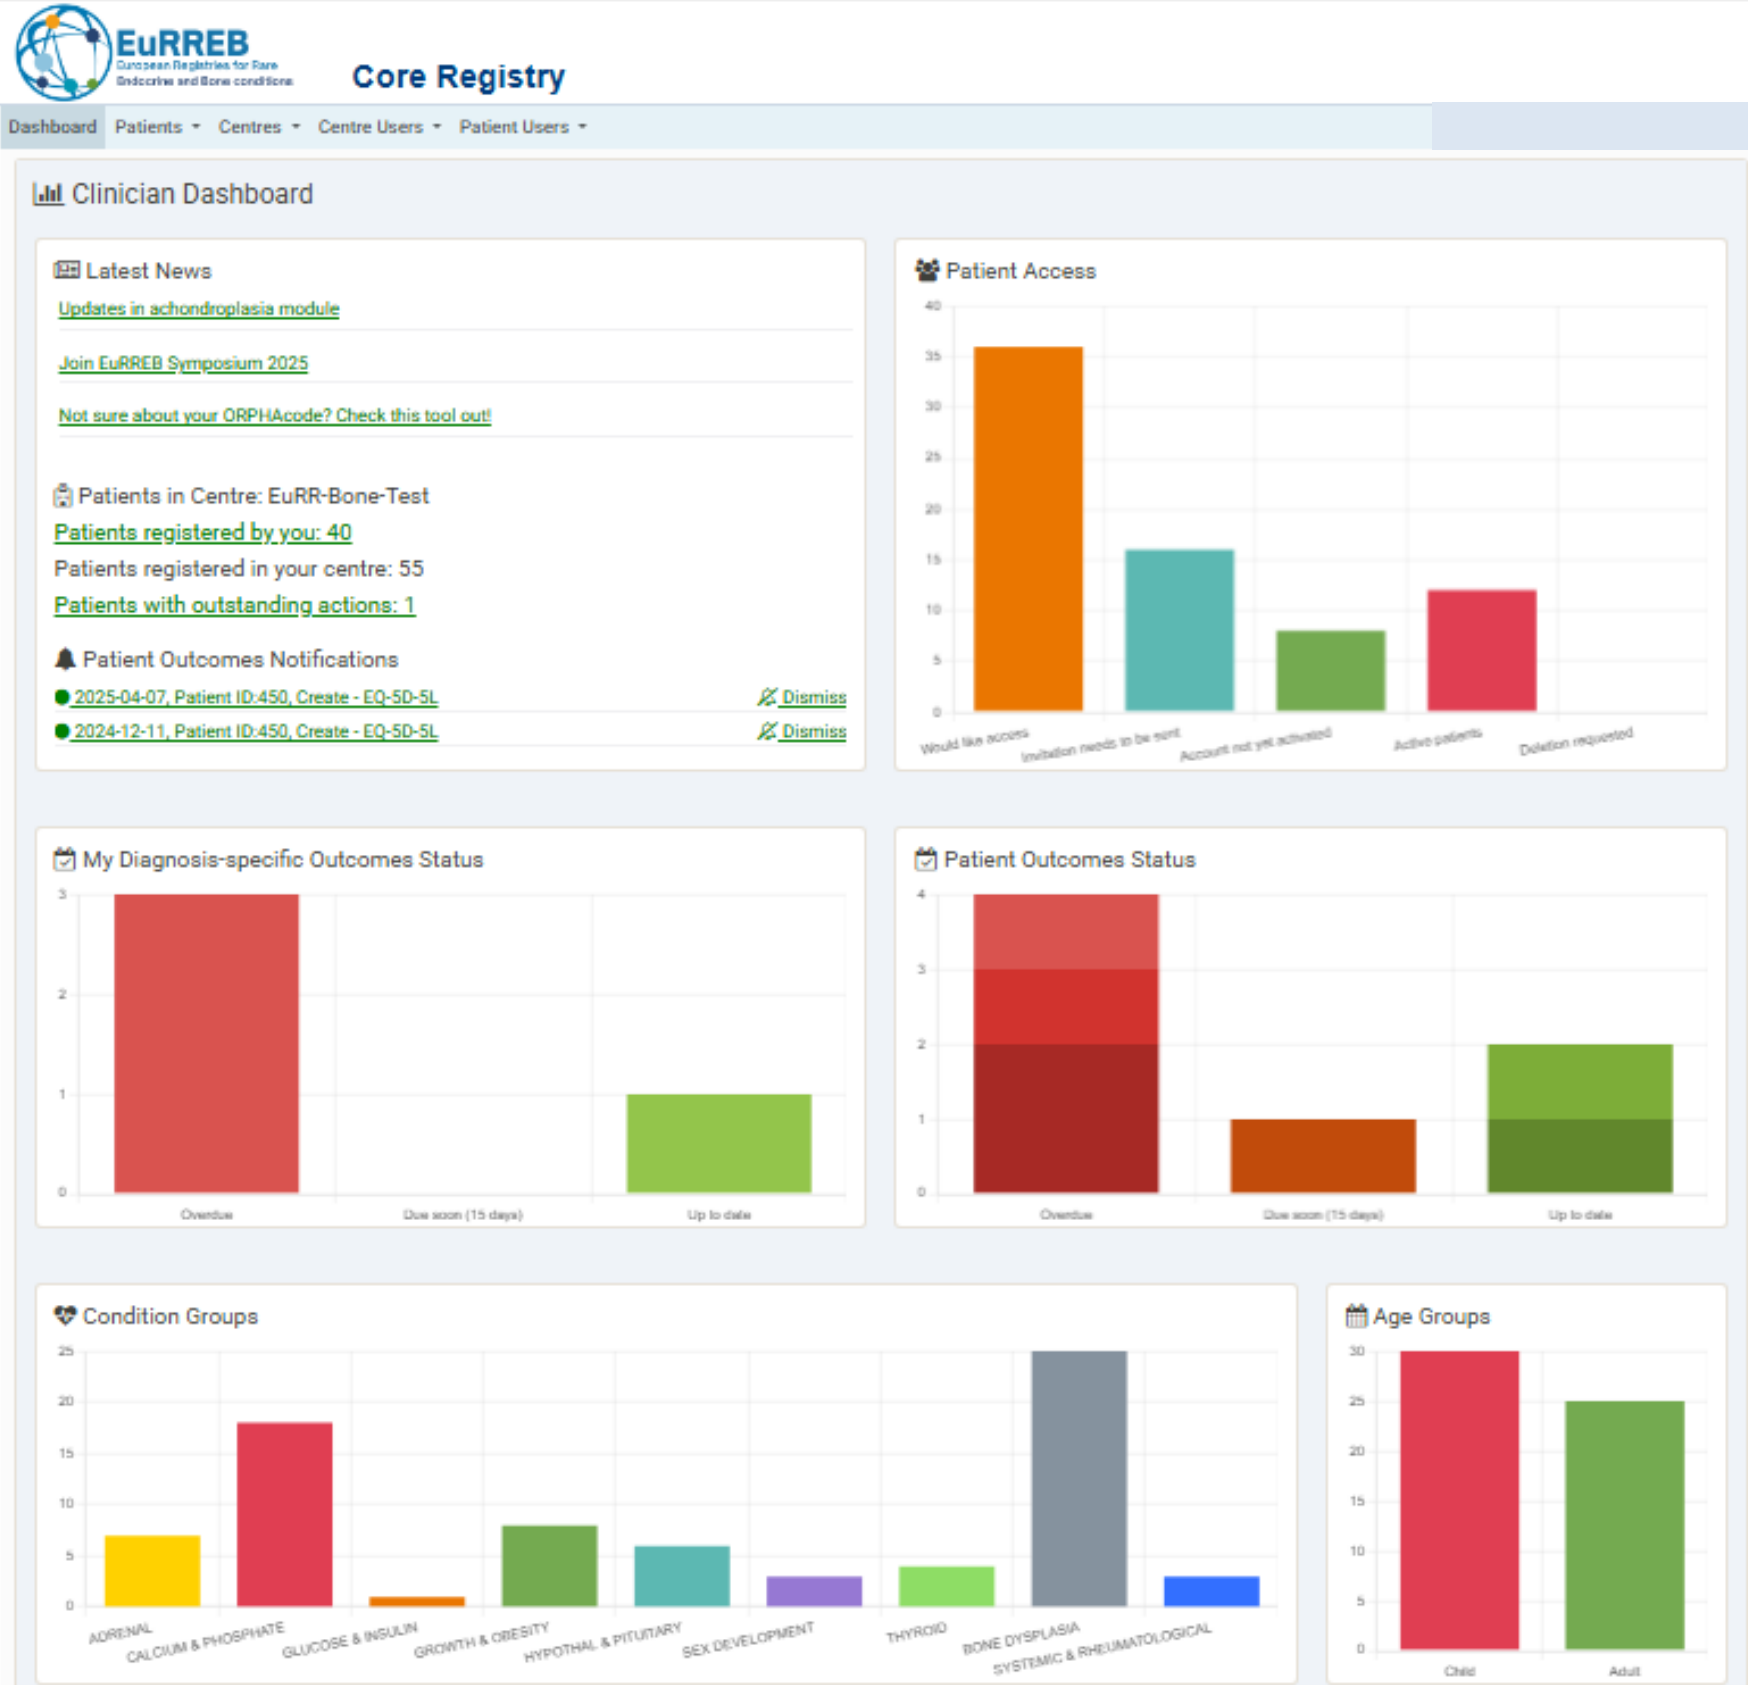 EuRREB
European Registries for Rare
Endocrine and Bone conditions
Core Registry
Dashboard Patients Centres Centre Users Patient Users
Clinician Dashboard
Latest News
Updates in achondroplasia module
Join EuRREB Symposium 2025
Not sure about your ORPHAcode? Check this tool out!
Patients in Centre: EuRR-Bone-Test
Patients registered by you: 40
Patients registered in your centre: 55
Patients with outstanding actions: 1
Patient Outcomes Notifications
2025-04-07, Patient ID:450, Create - EQ-5D-5L Dismiss
2024-12-11, Patient ID:450, Create - EQ-5D-5L Dismiss
Patient Access
40
35
30
25
20
15
10
5
0
Would like access
Invitation needs to be sent
Account not yet activated
Active patients
Deletion requested
My Diagnosis-specific Outcomes Status
3
2
1
0
Overdue Due soon (15 days) Up to date
Patient Outcomes Status
4
3
2
1
0
Overdue Due soon (15 days) Up to date
Condition Groups
25
20
15
10
5
0
ADRENAL
CALCIUM & PHOSPHATE
GLUCOSE & INSULIN
GROWTH & OBESITY
HYPOTHAL & PITUITARY
SEX DEVELOPMENT
THYROID
BONE DYSPLASIA
SYSTEMIC & RHEUMATOLOGICAL
Age Groups
30
25
20
15
10
5
0
Child Adult